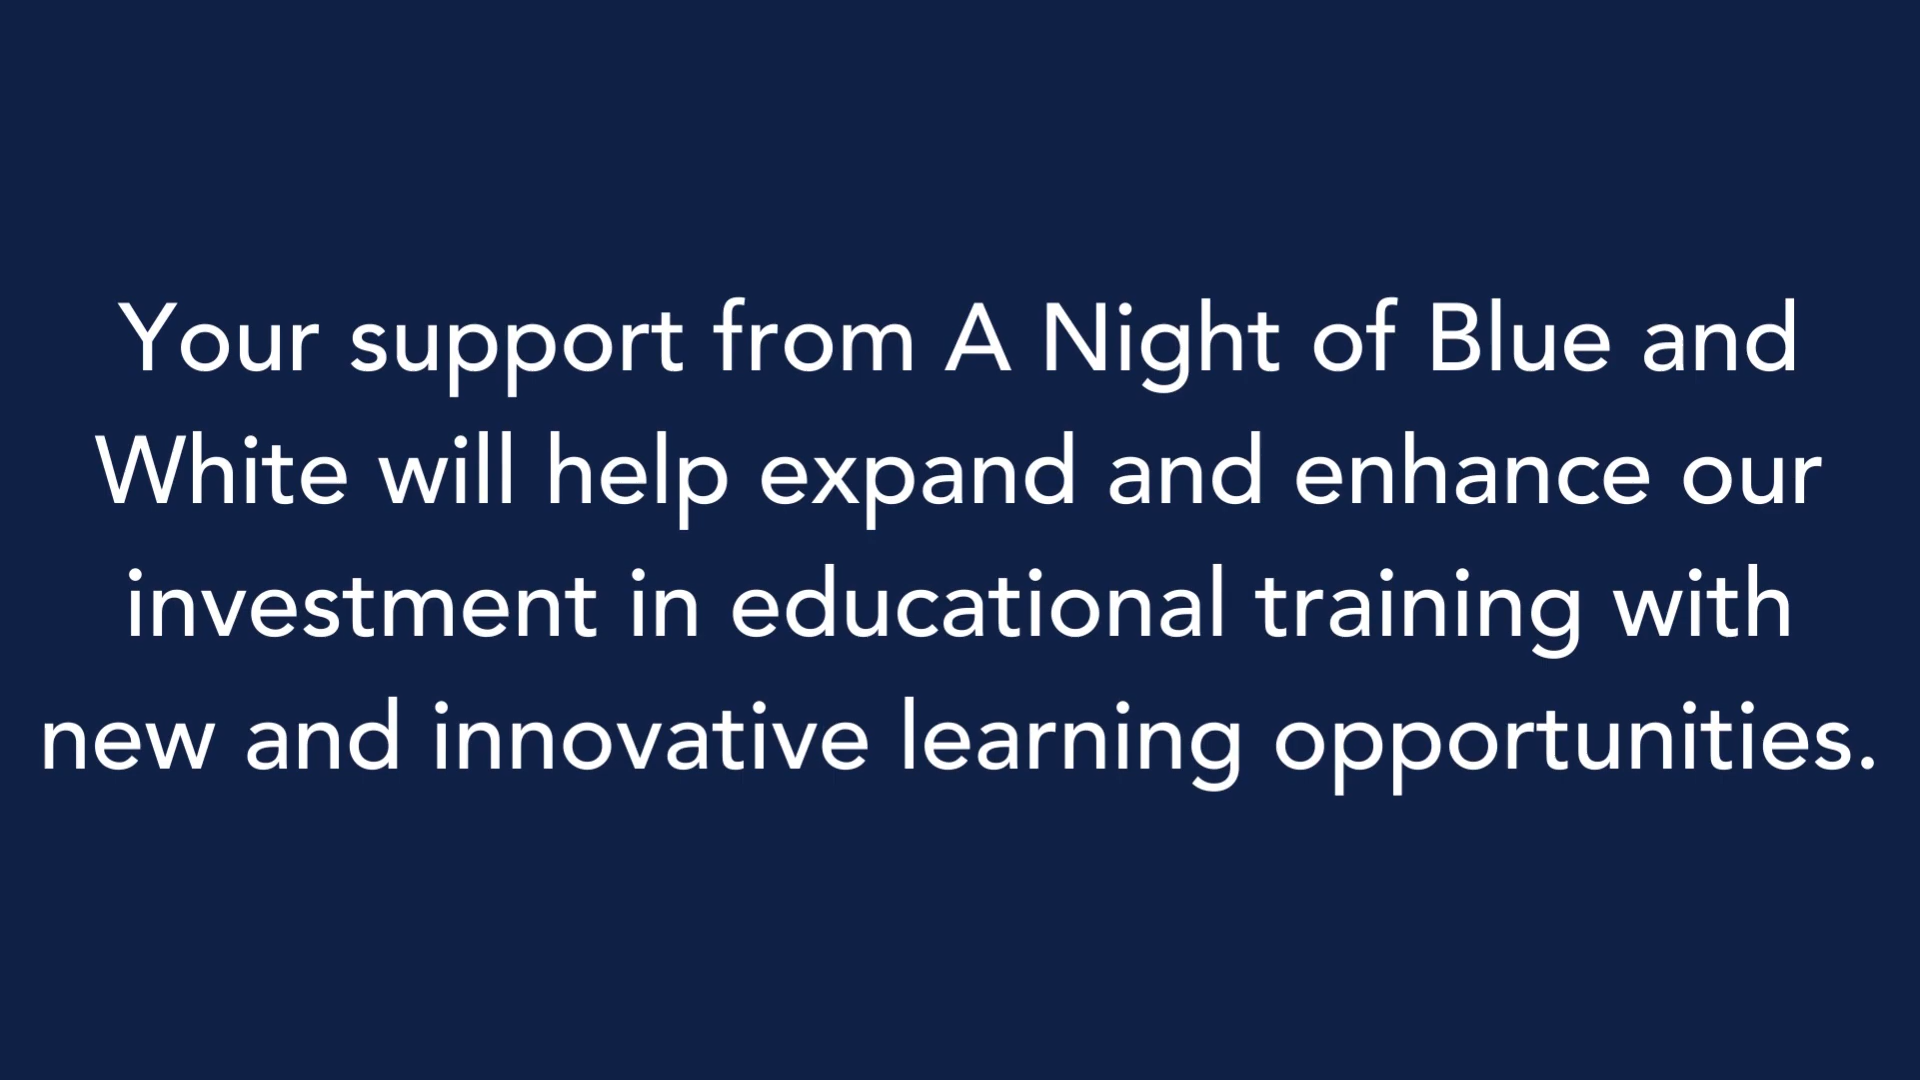 Your support from A Night of Blue and
White will help expand and enhance our
investment in educational training with
new and innovative learning opportunities.